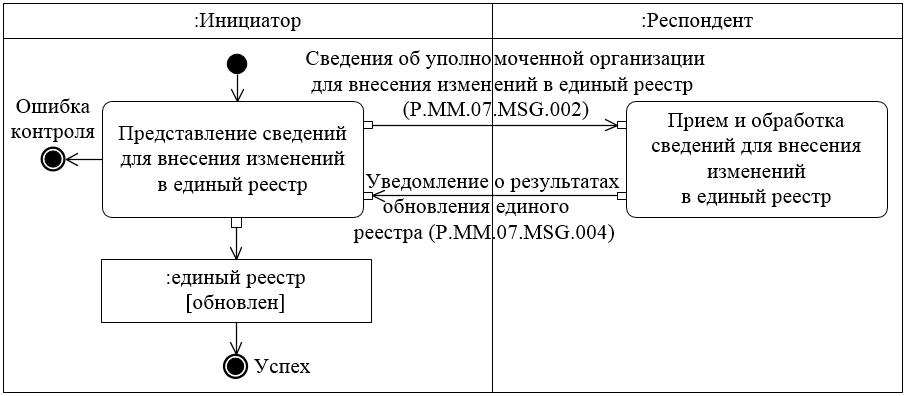 :Инициатор
:Респондент
Сведения об уполномоченной организации
для внесения изменений в единый реестр
(P.MM.07.MSG.002)
Ошибка
контроля
Представление сведений
для внесения изменений
в единый реестр
Прием и обработка
сведений для внесения
изменений
в единый реестр
Уведомление о результатах
обновления единого
реестра (P.MM.07.MSG.004)
:единый реестр
[обновлен]
Успех